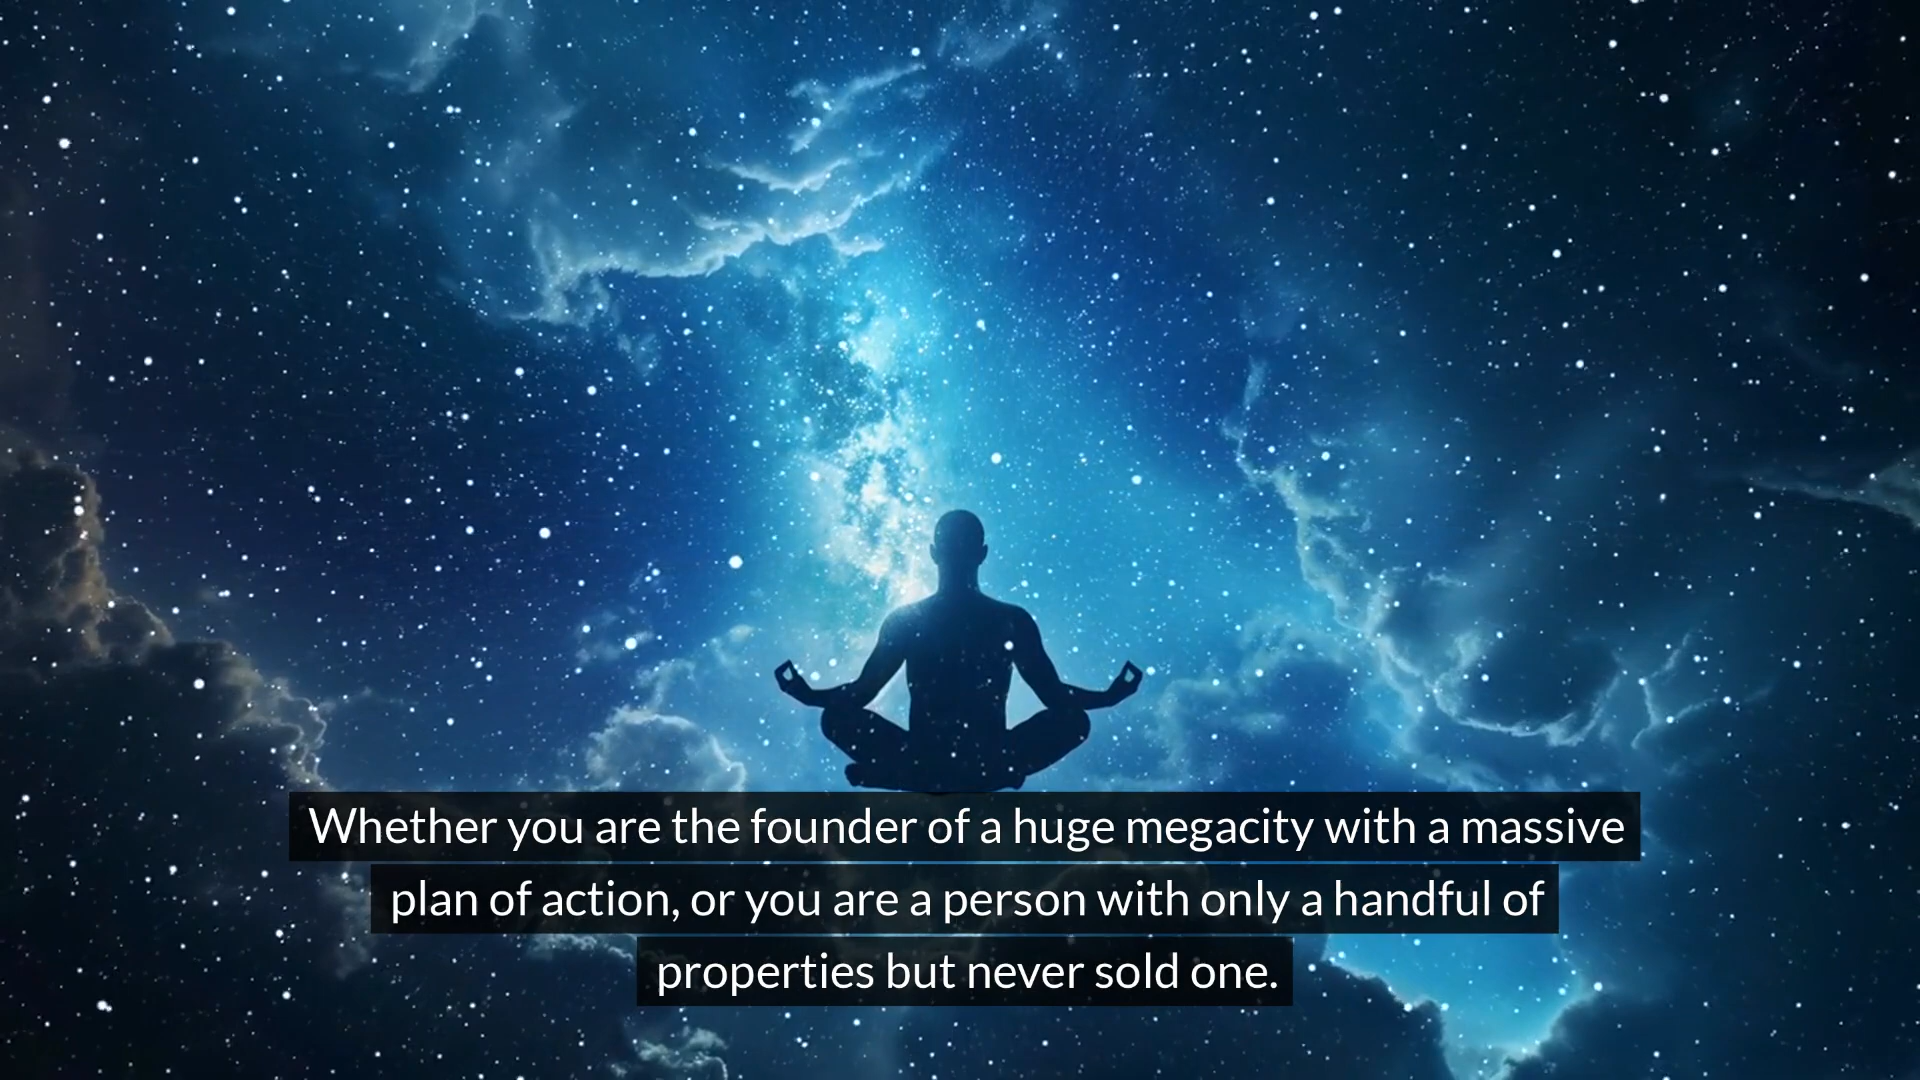 Whether you are the founder of a huge megacity with a massive
plan of action, or you are a person with only a handful of
properties but never sold one.